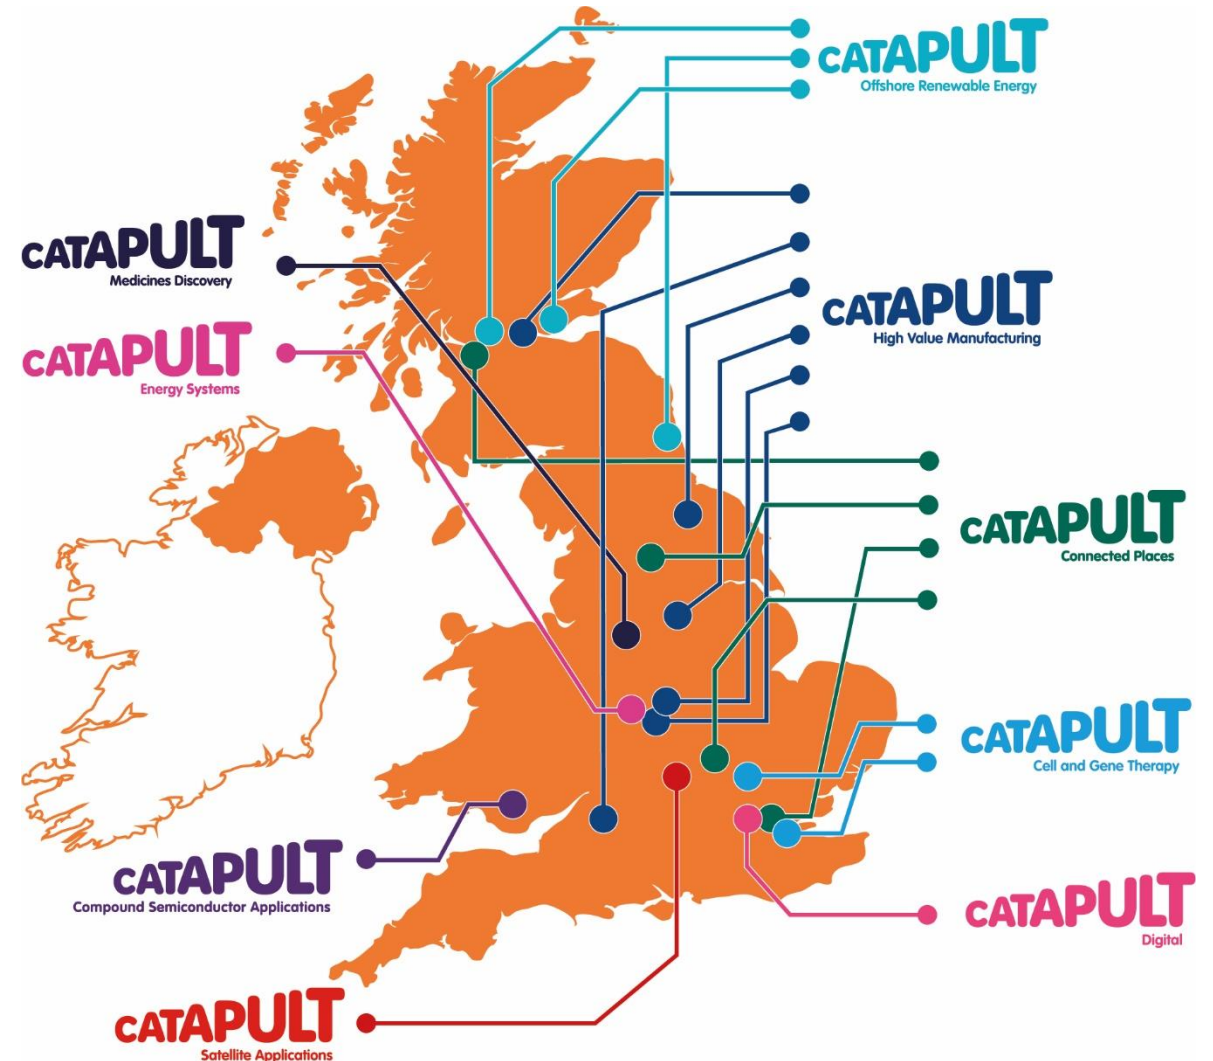 CATAPULT
Offshore Renewable Energy
CATAPULT
Medicines Discovery
CATAPULT
High Value Manufacturing
CATAPULT
Energy Systems
CATAPULT
Connected Places
CATAPULT
Cell and Gene Therapy
CATAPULT
Compound Semiconductor Applications
CATAPULT
Digital
CATAPULT
Satellite Applications